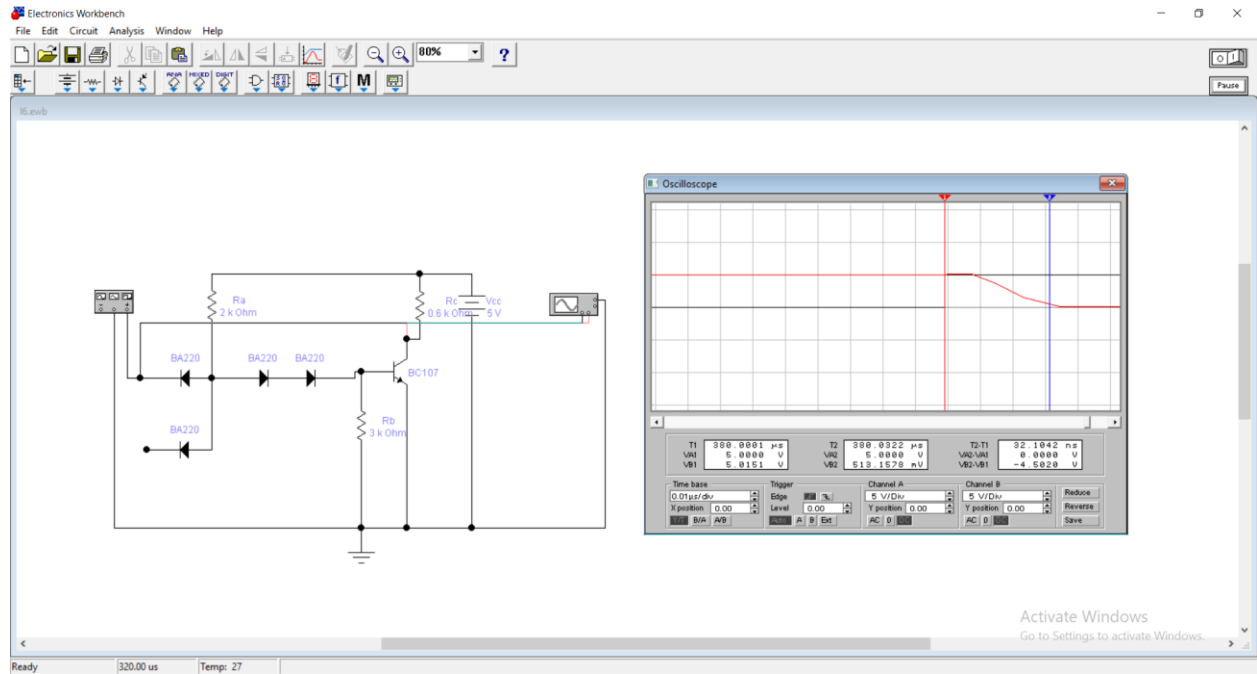 Electronics Workbench
File Edit Circuit Analysis Window Help
80%
?
ANA MIXED DIGIT
M
Pause
l6.ewb
Oscilloscope
Ra
2 k Ohm
Rc
0.6 k Ohm
Vcc
5 V
BA220
BA220
BA220
BC107
BA220
Rb
3 k Ohm
T1 380.0001 µs
VA1 5.0000 V
VB1 5.0151 V
T2 380.0322 µs
VA2 5.0000 V
VB2 513.1578 mV
T2-T1 32.1042 ns
VA2-VA1 0.0000 V
VB2-VB1 -4.5020 V
Time base
0.01µs/div
X position 0.00
Y/T B/A A/B
Trigger
Edge
Level 0.00
Auto A B Ext
Channel A
5 V/Div
Y position 0.00
AC 0 DC
Channel B
5 V/Div
Y position 0.00
AC 0 DC
Reduce
Reverse
Save
Activate Windows
Go to Settings to activate Windows.
Ready 320.00 us Temp: 27